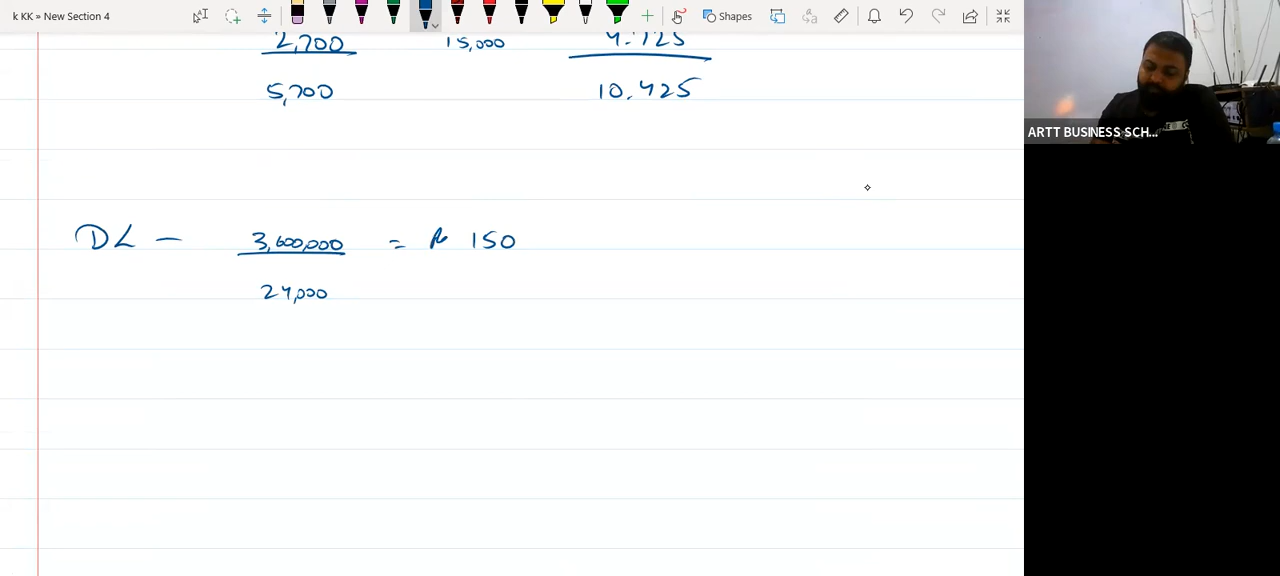 k KK » New Section 4
Shapes
2,700 15,000 4.725
5,700 10.425
ARTT BUSINESS SCH...
DL - 3,600,000 = Rs 150
24,000